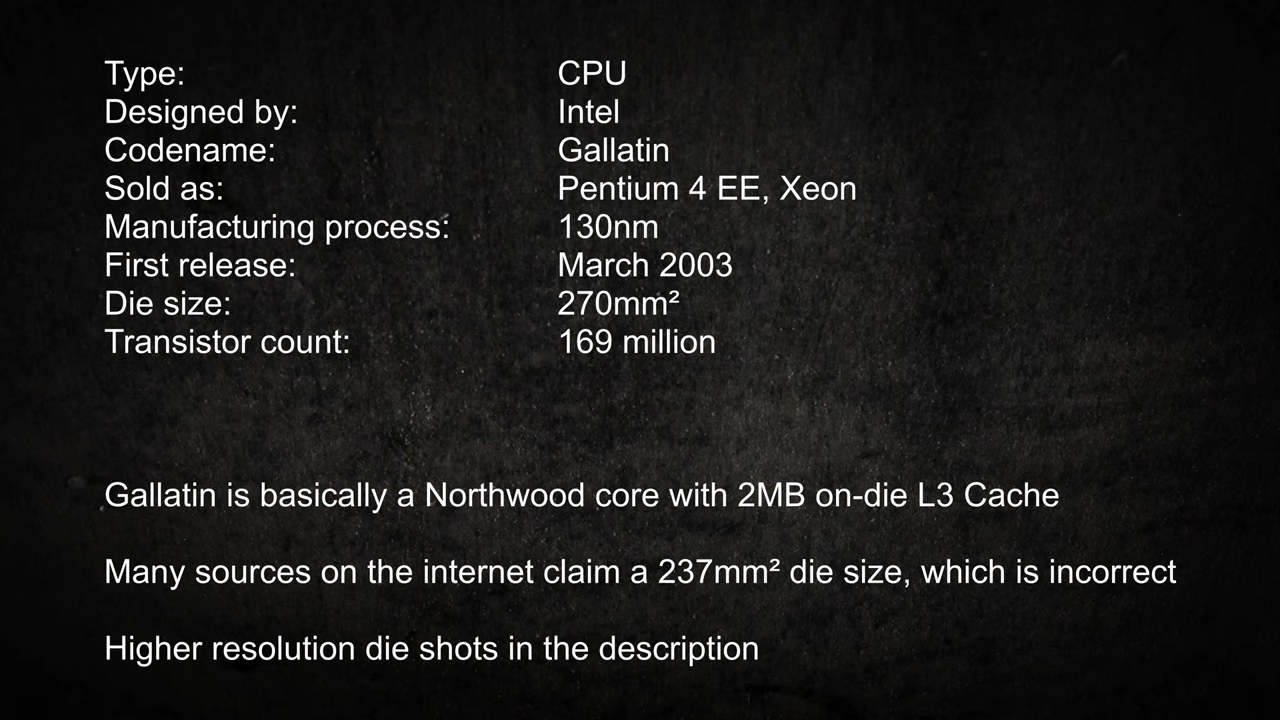 Type: CPU
Designed by: Intel
Codename: Gallatin
Sold as: Pentium 4 EE, Xeon
Manufacturing process: 130nm
First release: March 2003
Die size: 270mm²
Transistor count: 169 million
Gallatin is basically a Northwood core with 2MB on-die L3 Cache
Many sources on the internet claim a 237mm² die size, which is incorrect
Higher resolution die shots in the description